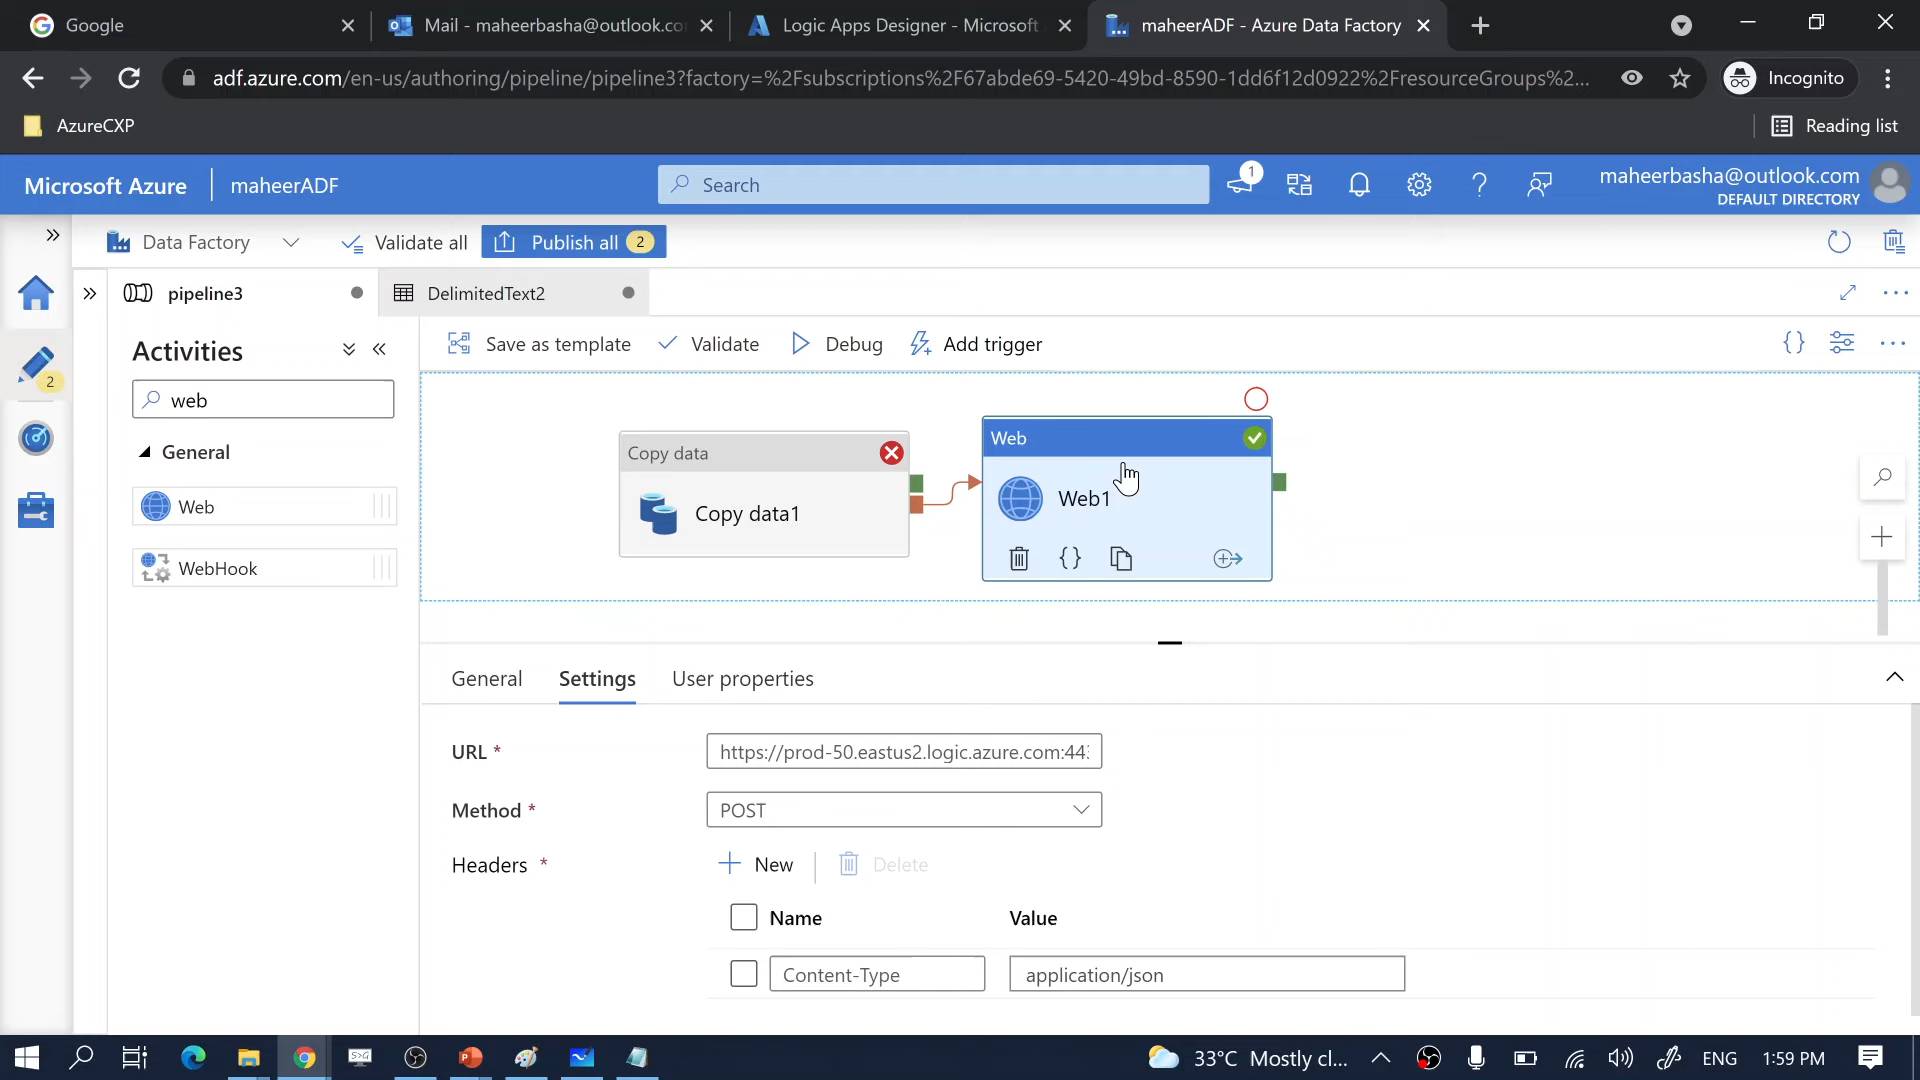 Google
Mail - maheerbasha@outlook.co
Logic Apps Designer - Microsoft
maheerADF - Azure Data Factory
adf.azure.com/en-us/authoring/pipeline/pipeline3?factory=%2Fsubscriptions%2F67abde69-5420-49bd-8590-1dd6f12d0922%2FresourceGroups%2...
Incognito
AzureCXP
Reading list
Microsoft Azure
maheerADF
Search
1
maheerbasha@outlook.com
DEFAULT DIRECTORY
Data Factory
Validate all
Publish all 2
pipeline3
DelimitedText2
Activities
Save as template
Validate
Debug
Add trigger
2
web
General
Web
WebHook
Copy data
Copy data1
Web
Web1
General
Settings
User properties
URL *
https://prod-50.eastus2.logic.azure.com:443
Method *
POST
Headers *
New
Delete
Name
Value
Content-Type
application/json
33°C Mostly cl...
ENG
1:59 PM